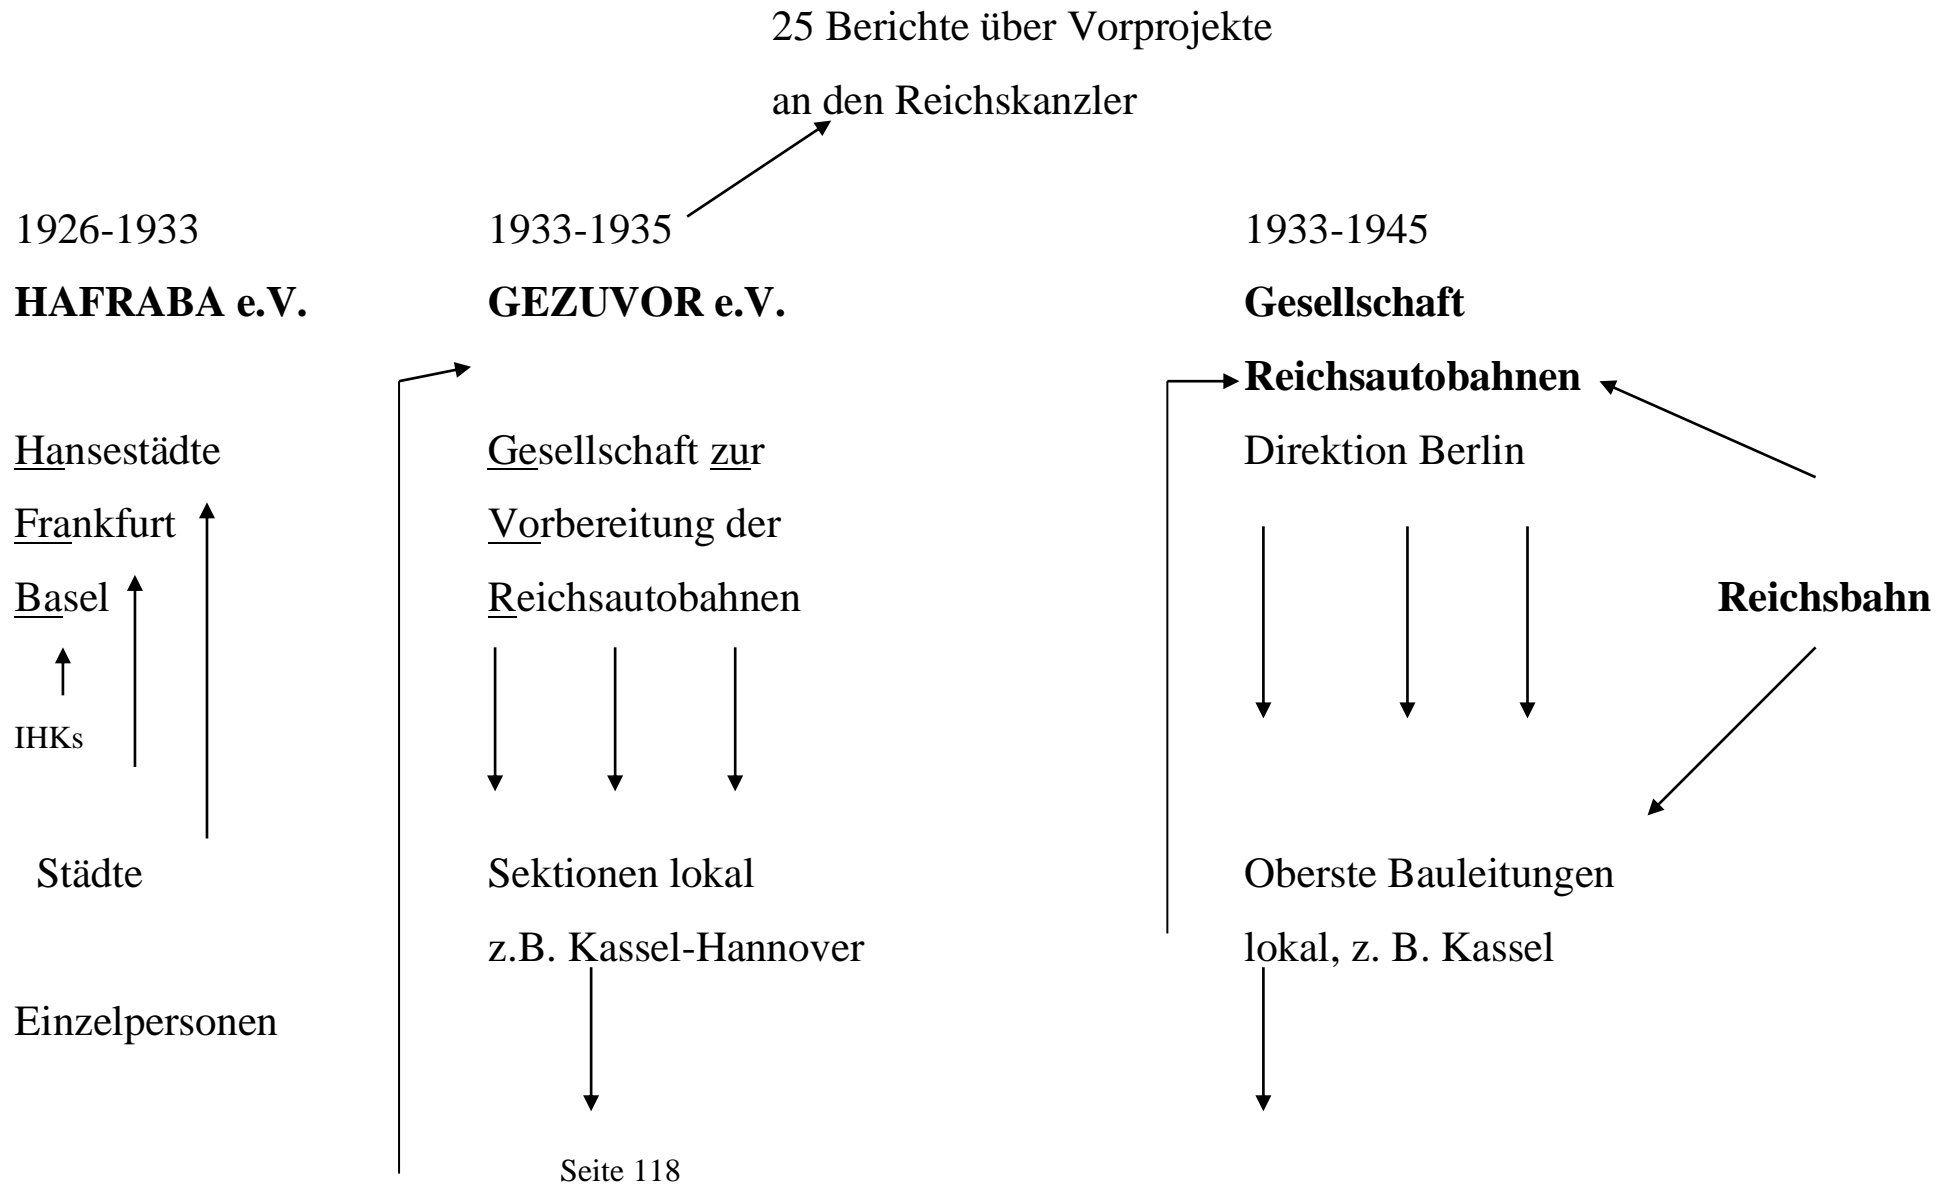 25 Berichte über Vorprojekte
an den Reichskanzler
1926-1933
HAFRABA e.V.
Hansestädte
Frankfurt
Basel
IHKs
Städte
Einzelpersonen
1933-1935
GEZUVOR e.V.
Gesellschaft zur
Vorbereitung der
Reichsautobahnen
Sektionen lokal
z.B. Kassel-Hannover
1933-1945
Gesellschaft
Reichsautobahnen
Direktion Berlin
Reichsbahn
Oberste Bauleitungen
lokal, z. B. Kassel
Seite 118